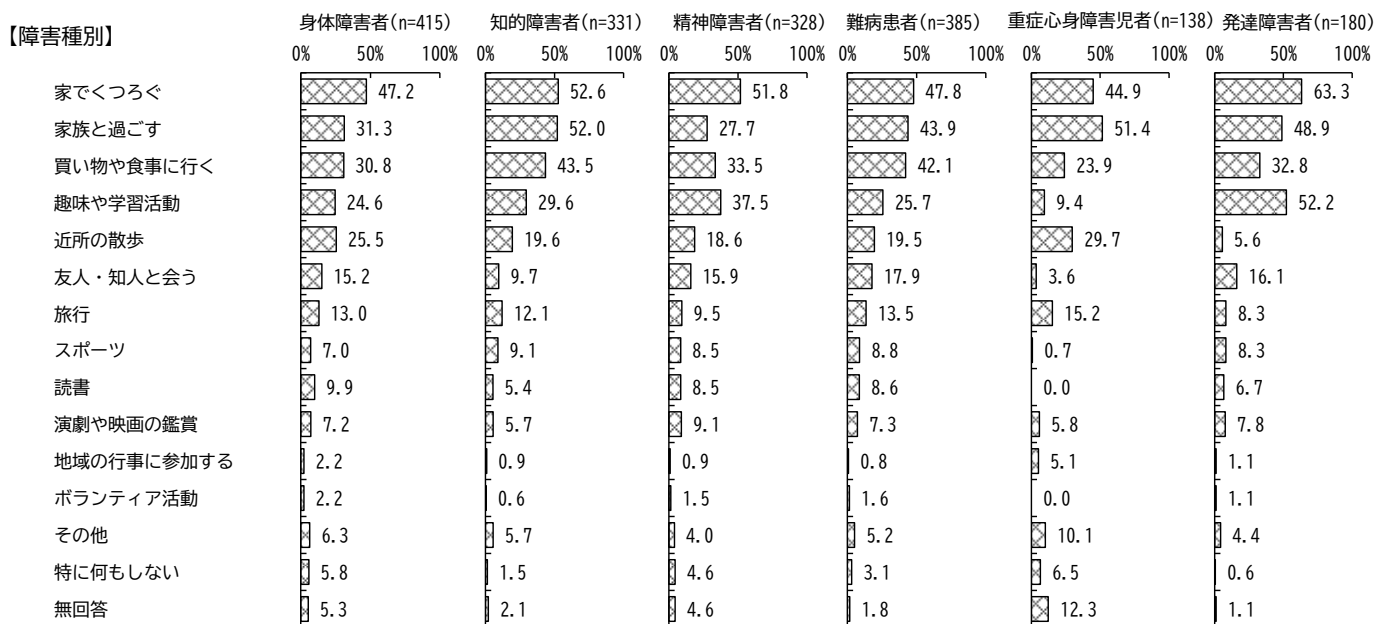 【障害種別】
身体障害者(n=415) 知的障害者(n=331) 精神障害者(n=328) 難病患者(n=385) 重症心身障害児者(n=138) 発達障害者(n=180)
0% 50% 100% 0% 50% 100% 0% 50% 100% 0% 50% 100% 0% 50% 100% 0% 50% 100%
家でくつろぐ 47.2 52.6 51.8 47.8 44.9 63.3
家族と過ごす 31.3 52.0 27.7 43.9 51.4 48.9
買い物や食事に行く 30.8 43.5 33.5 42.1 23.9 32.8
趣味や学習活動 24.6 29.6 37.5 25.7 9.4 52.2
近所の散歩 25.5 19.6 18.6 19.5 29.7 5.6
友人・知人と会う 15.2 9.7 15.9 17.9 3.6 16.1
旅行 13.0 12.1 9.5 13.5 15.2 8.3
スポーツ 7.0 9.1 8.5 8.8 0.7 8.3
読書 9.9 5.4 8.5 8.6 0.0 6.7
演劇や映画の鑑賞 7.2 5.7 9.1 7.3 5.8 7.8
地域の行事に参加する 2.2 0.9 0.9 0.8 5.1 1.1
ボランティア活動 2.2 0.6 1.5 1.6 0.0 1.1
その他 6.3 5.7 4.0 5.2 10.1 4.4
特に何もしない 5.8 1.5 4.6 3.1 6.5 0.6
無回答 5.3 2.1 4.6 1.8 12.3 1.1